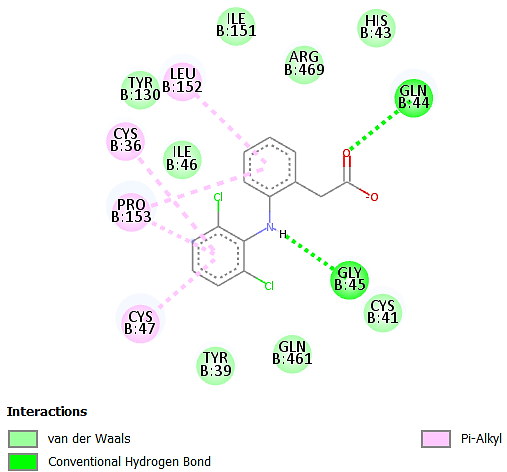 ILE
B:151
HIS
B:43
ARG
B:469
LEU
B:152
TYR
B:130
GLN
B:44
CYS
B:36
ILE
B:46
O
Cl
O
PRO
B:153
N
H
GLY
B:45
Cl
CYS
B:47
CYS
B:41
TYR
B:39
GLN
B:461
Interactions
van der Waals
Pi-Alkyl
Conventional Hydrogen Bond